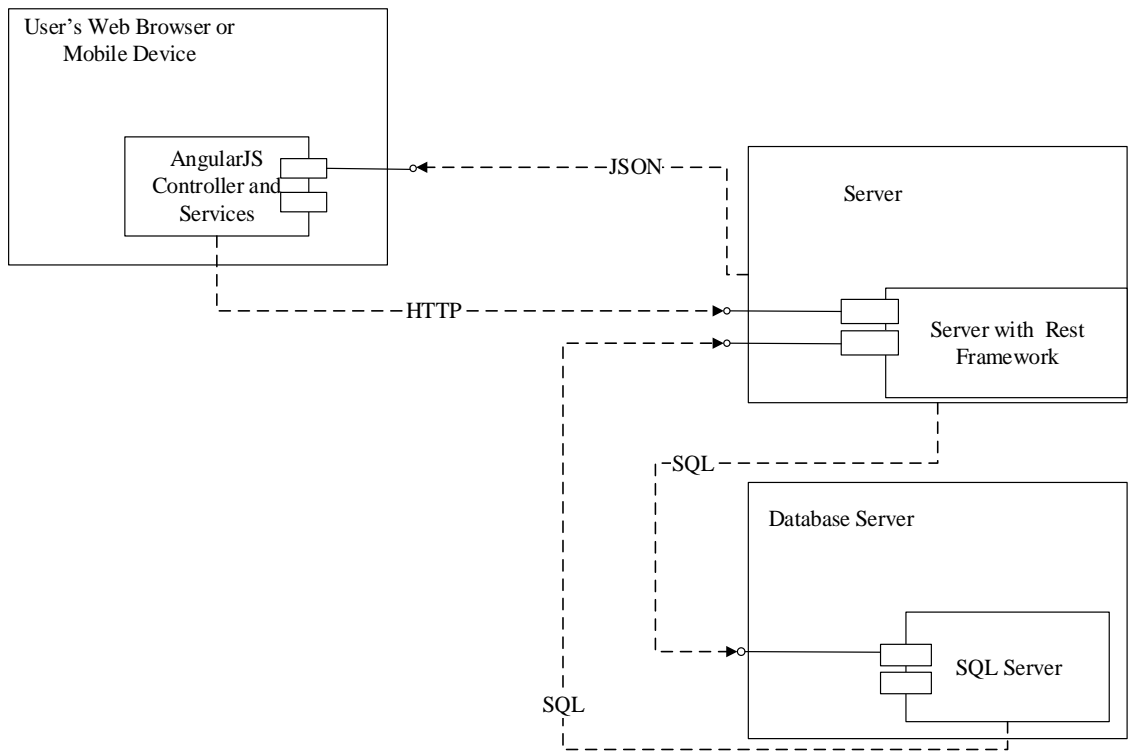 User’s Web Browser or
Mobile Device
AngularJS
Controller and
Services
JSON
Server
HTTP
Server with Rest
Framework
SQL
Database Server
SQL Server
SQL